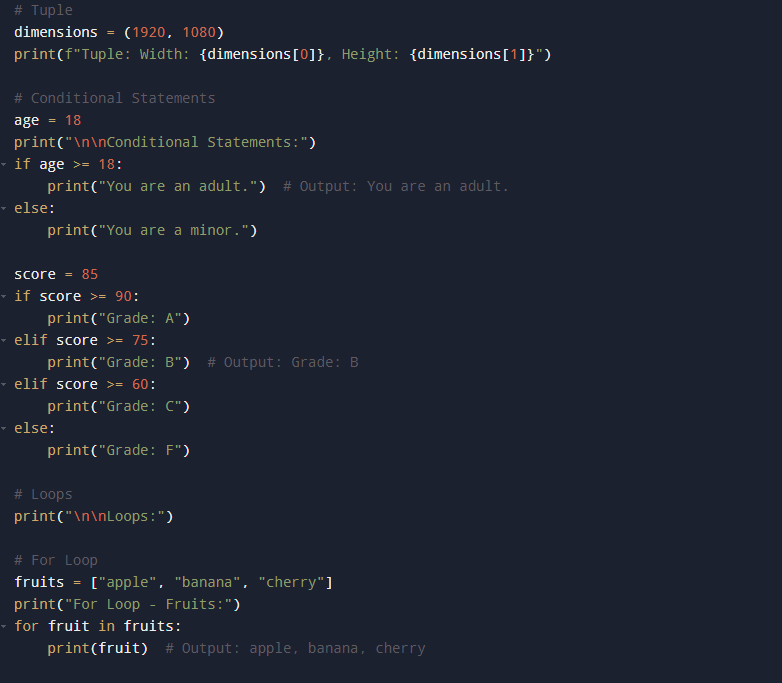 # Tuple
dimensions = (1920, 1080)
print(f"Tuple: Width: {dimensions[0]}, Height: {dimensions[1]}")

# Conditional Statements
age = 18
print("\n\nConditional Statements:")
if age >= 18:
    print("You are an adult.")  # Output: You are an adult.
else:
    print("You are a minor.")

score = 85
if score >= 90:
    print("Grade: A")
elif score >= 75:
    print("Grade: B")  # Output: Grade: B
elif score >= 60:
    print("Grade: C")
else:
    print("Grade: F")

# Loops
print("\n\nLoops:")

# For Loop
fruits = ["apple", "banana", "cherry"]
print("For Loop - Fruits:")
for fruit in fruits:
    print(fruit)  # Output: apple, banana, cherry